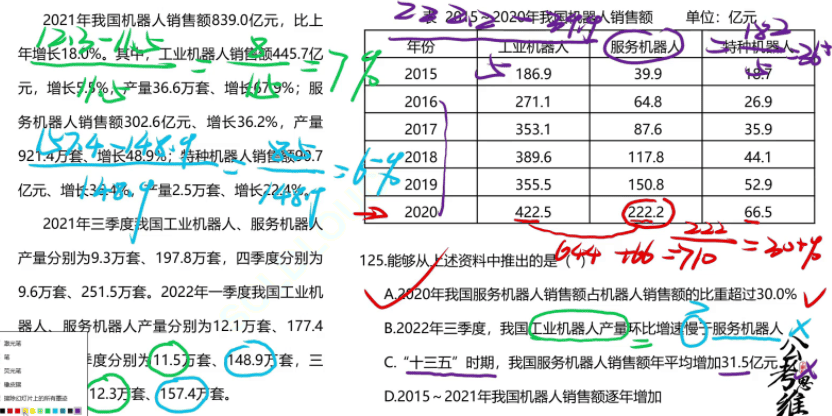 2021年我国机器人销售额839.0亿元，比上
年增长18.0%。其中，工业机器人销售额445.7亿
元，增长5.5%，产量36.6万套、增长67.9%；服
务机器人销售额302.6亿元、增长36.2%，产量
921.4万套、增长48.9%；特种机器人销售额90.7
亿元、增长36.4%，产量2.5万套、增长22.4%。
2021年三季度我国工业机器人、服务机器人
产量分别为9.3万套、197.8万套，四季度分别为
9.6万套、251.5万套。2022年一季度我国工业机
器人、服务机器人产量分别为12.1万套、177.4
季度分别为11.5万套、148.9万套，三
12.3万套、157.4万套。
12.3-11.5
11.5
=
8
115
=7%
157.4-148.9
148.9
=
8.5
148.9
=6-%
激光笔
笔
荧光笔
橡皮擦
擦除幻灯片上的所有墨迹
表 2015～2020年我国机器人销售额 单位：亿元
222.2-39.9
5
=
182
5
=36+
年份 工业机器人 服务机器人 特种机器人
2015 186.9 39.9 18.7
2016 271.1 64.8 26.9
2017 353.1 87.6 35.9
2018 389.6 117.8 44.1
2019 355.5 150.8 52.9
2020 422.5 222.2 66.5
644+66=710
222
=30+%
125.能够从上述资料中推出的是（ ）
A.2020年我国服务机器人销售额占机器人销售额的比重超过30.0%
B.2022年三季度，我国工业机器人产量环比增速慢于服务机器人
C.“十三五”时期，我国服务机器人销售额年平均增加31.5亿元
D.2015～2021年我国机器人销售额逐年增加
公考思维